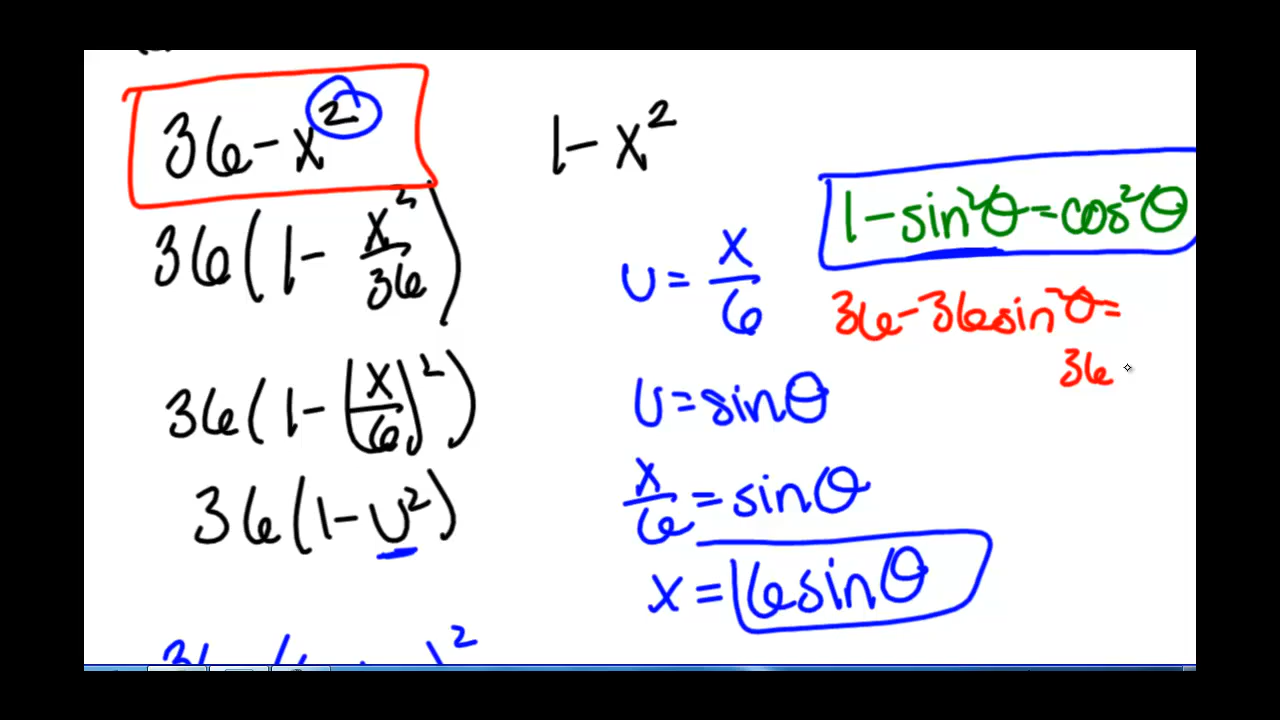 36-x²
36(1-x²/36)
36(1-(x/6)²)
36(1-u²)
1-x²
u=x/6
u=sinθ
x/6=sinθ
x=6sinθ
1-sin²θ=cos²θ
36-36sin²θ=
36